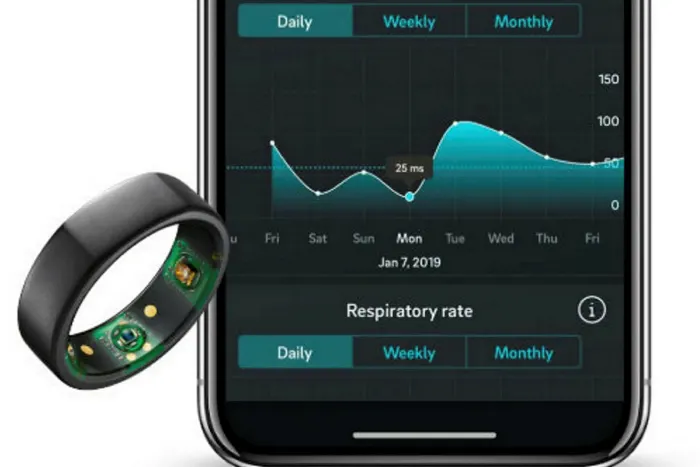 Daily Weekly Monthly
150
100
25 ms
50
0
u Fri Sat Sun Mon Tue Wed Thu Fri
Jan 7, 2019
Respiratory rate i
Daily Weekly Monthly